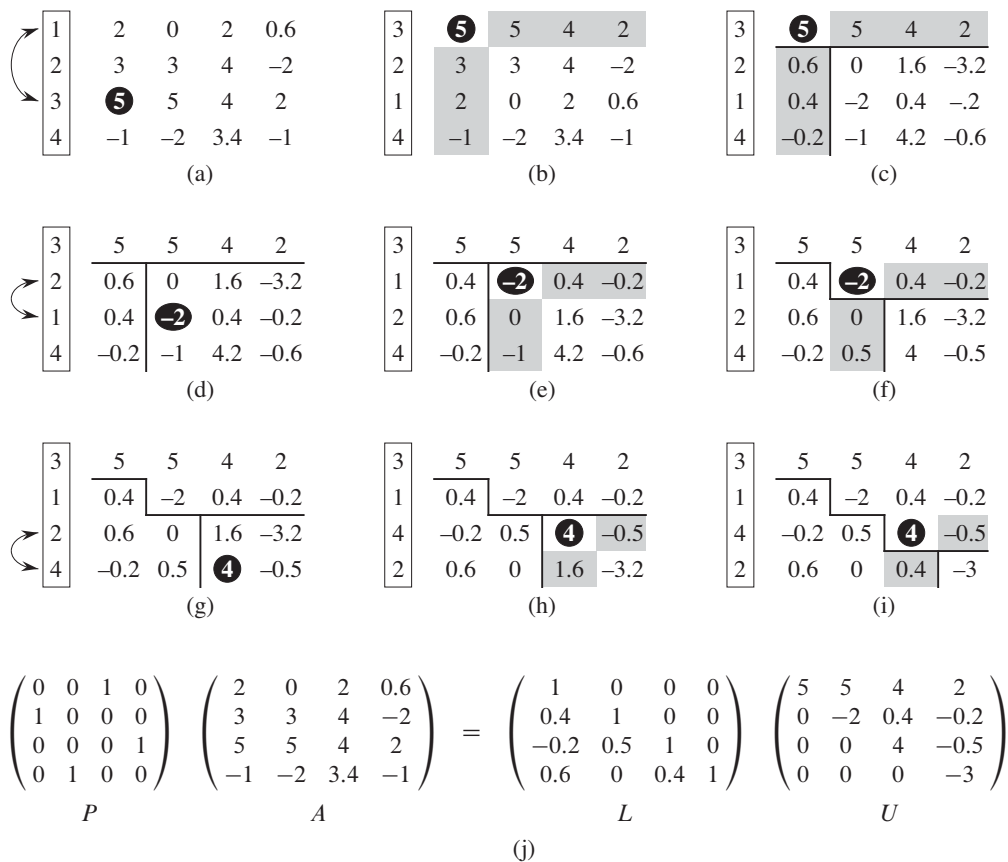 1 2 0 2 0.6 3 5 5 4 2 3 5 5 4 2
2 3 3 4 –2 2 3 3 4 –2 2 0.6 0 1.6 –3.2
3 5 5 4 2 1 2 0 2 0.6 1 0.4 –2 0.4 –.2
4 –1 –2 3.4 –1 4 –1 –2 3.4 –1 4 –0.2 –1 4.2 –0.6
(a) (b) (c)
3 5 5 4 2 3 5 5 4 2 3 5 5 4 2
2 0.6 0 1.6 –3.2 1 0.4 –2 0.4 –0.2 1 0.4 –2 0.4 –0.2
1 0.4 –2 0.4 –0.2 2 0.6 0 1.6 –3.2 2 0.6 0 1.6 –3.2
4 –0.2 –1 4.2 –0.6 4 –0.2 –1 4.2 –0.6 4 –0.2 0.5 4 –0.5
(d) (e) (f)
3 5 5 4 2 3 5 5 4 2 3 5 5 4 2
1 0.4 –2 0.4 –0.2 1 0.4 –2 0.4 –0.2 1 0.4 –2 0.4 –0.2
2 0.6 0 1.6 –3.2 4 –0.2 0.5 4 –0.5 4 –0.2 0.5 4 –0.5
4 –0.2 0.5 4 –0.5 2 0.6 0 1.6 –3.2 2 0.6 0 0.4 –3
(g) (h) (i)
0 0 1 0 2 0 2 0.6 1 0 0 0 5 5 4 2
1 0 0 0 3 3 4 −2 0.4 1 0 0 0 −2 0.4 −0.2
0 0 0 1 5 5 4 2 = −0.2 0.5 1 0 0 0 4 −0.5
0 1 0 0 −1 −2 3.4 −1 0.6 0 0.4 1 0 0 0 −3
P A L U
(j)